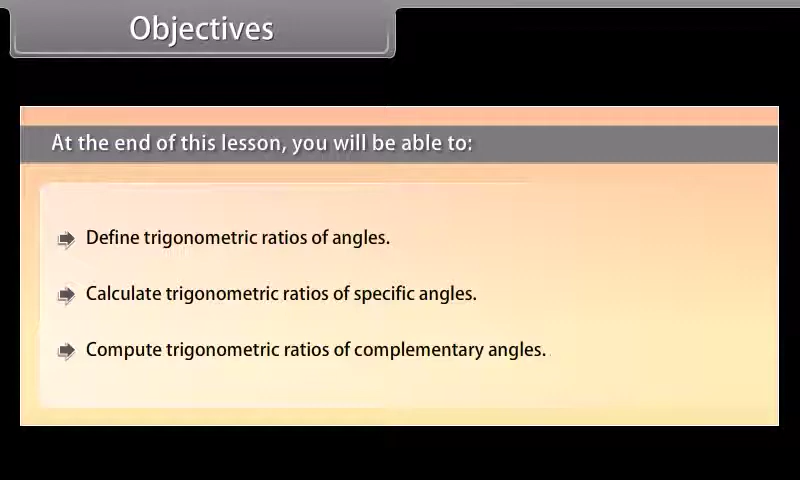 Objectives
At the end of this lesson, you will be able to:
Define trigonometric ratios of angles.
Calculate trigonometric ratios of specific angles.
Compute trigonometric ratios of complementary angles.